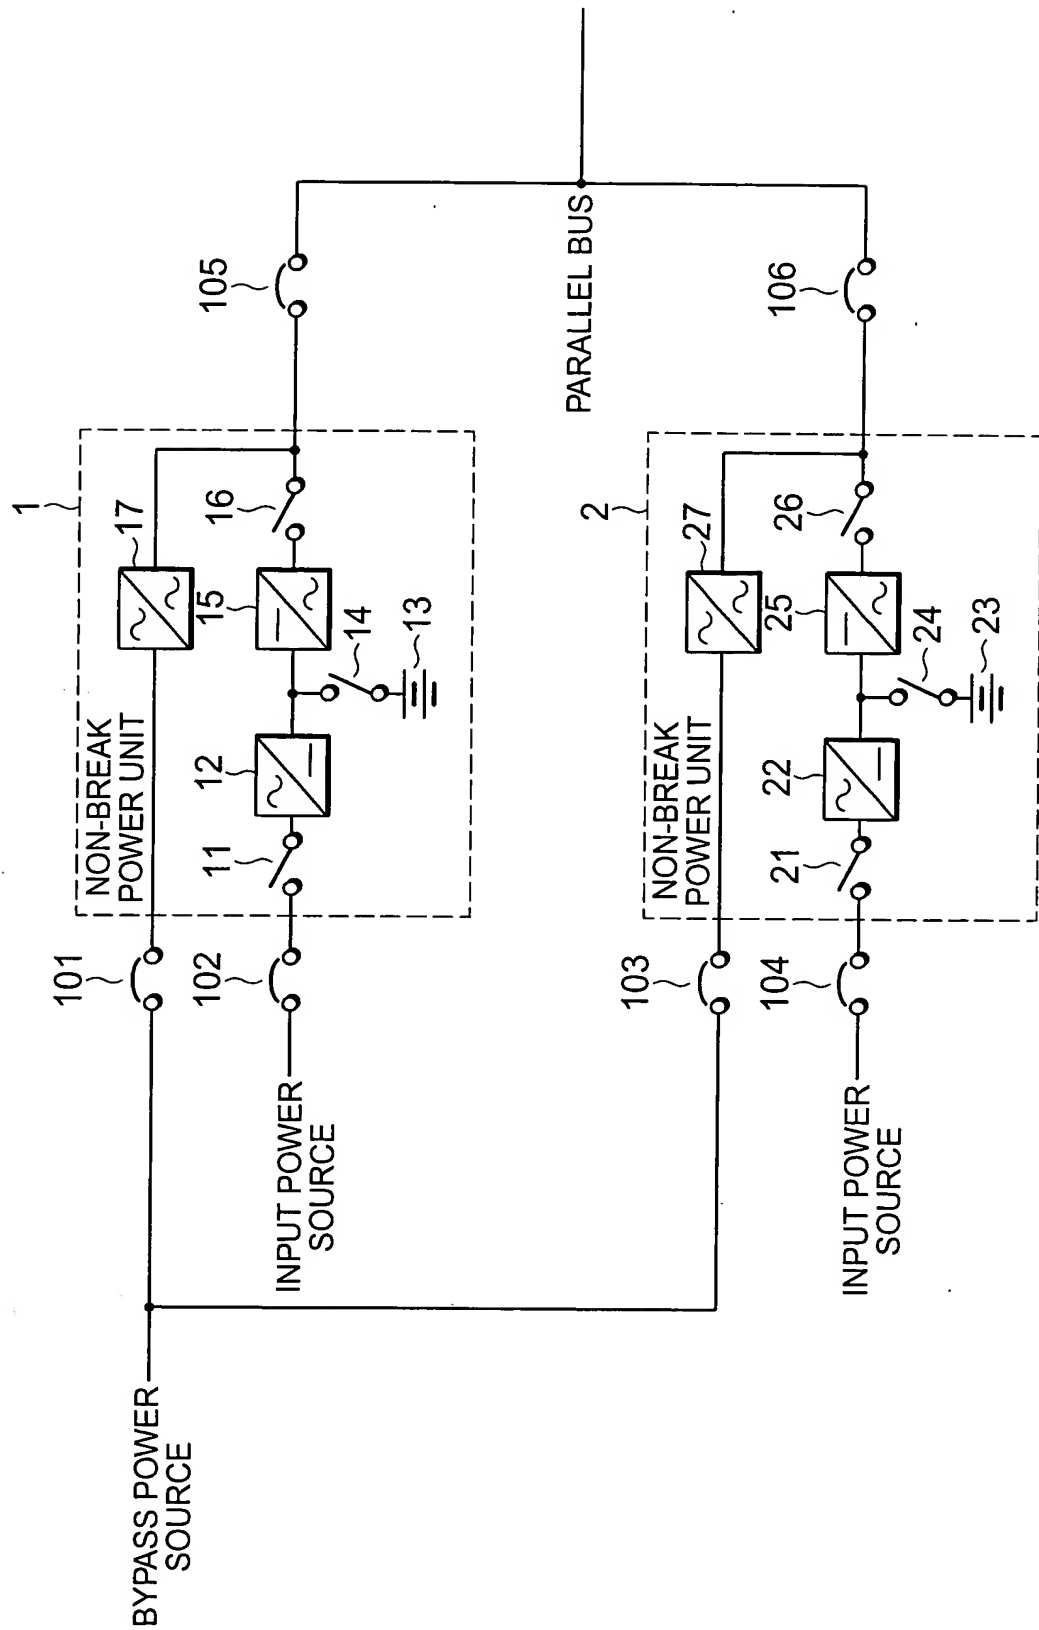 BYPASS POWER
SOURCE
101
102
INPUT POWER
SOURCE
1
NON-BREAK
POWER UNIT
11
12
13
14
15
16
17
105
PARALLEL BUS
103
104
INPUT POWER
SOURCE
2
NON-BREAK
POWER UNIT
21
22
23
24
25
26
27
106